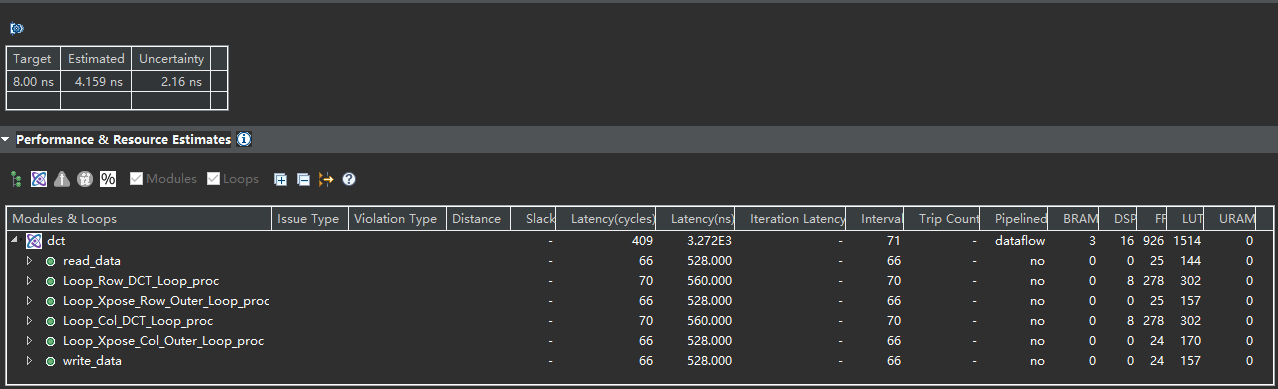 Target Estimated Uncertainty
8.00 ns 4.159 ns 2.16 ns
Performance & Resource Estimates
% Modules Loops
Modules & Loops Issue Type Violation Type Distance Slack Latency(cycles) Latency(ns) Iteration Latency Interval Trip Count Pipelined BRAM DSP FF LUT URAM
dct - 409 3.272E3 - 71 - dataflow 3 16 926 1514 0
read_data - 66 528.000 - 66 - no 0 0 25 144 0
Loop_Row_DCT_Loop_proc - 70 560.000 - 70 - no 0 8 278 302 0
Loop_Xpose_Row_Outer_Loop_proc - 66 528.000 - 66 - no 0 0 25 157 0
Loop_Col_DCT_Loop_proc - 70 560.000 - 70 - no 0 8 278 302 0
Loop_Xpose_Col_Outer_Loop_proc - 66 528.000 - 66 - no 0 0 24 170 0
write_data - 66 528.000 - 66 - no 0 0 24 157 0